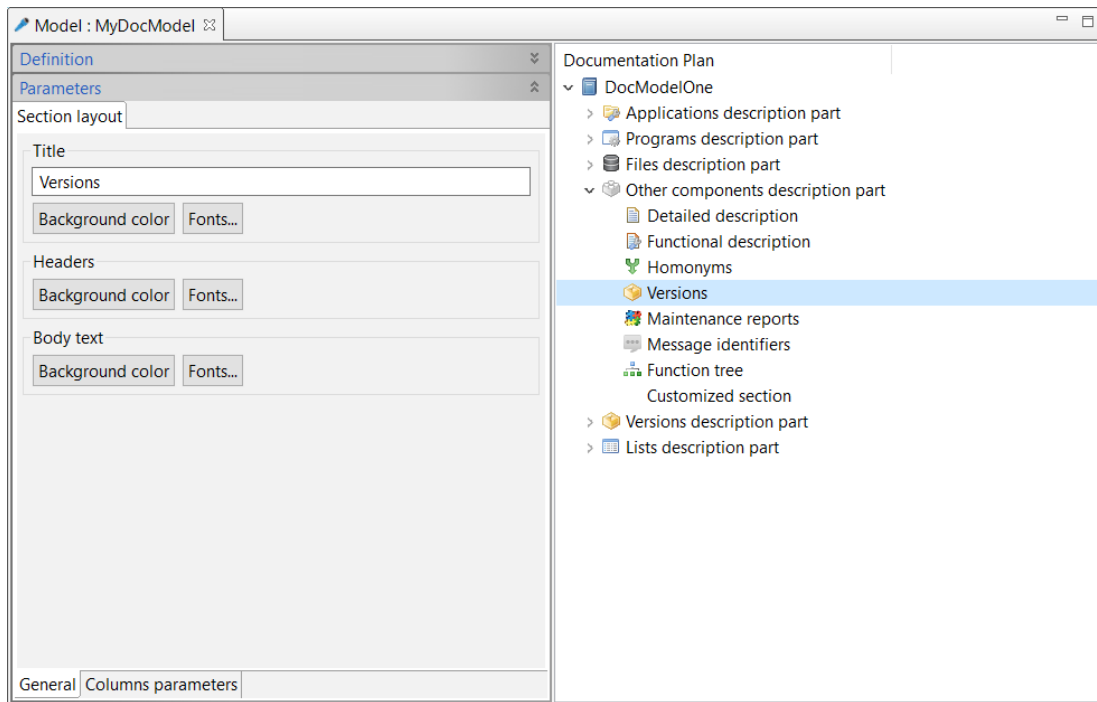 Model : MyDocModel
Definition
Parameters
Section layout
Title
Versions
Background color Fonts...
Headers
Background color Fonts...
Body text
Background color Fonts...
General Columns parameters
Documentation Plan
DocModelOne
Applications description part
Programs description part
Files description part
Other components description part
Detailed description
Functional description
Homonyms
Versions
Maintenance reports
Message identifiers
Function tree
Customized section
Versions description part
Lists description part